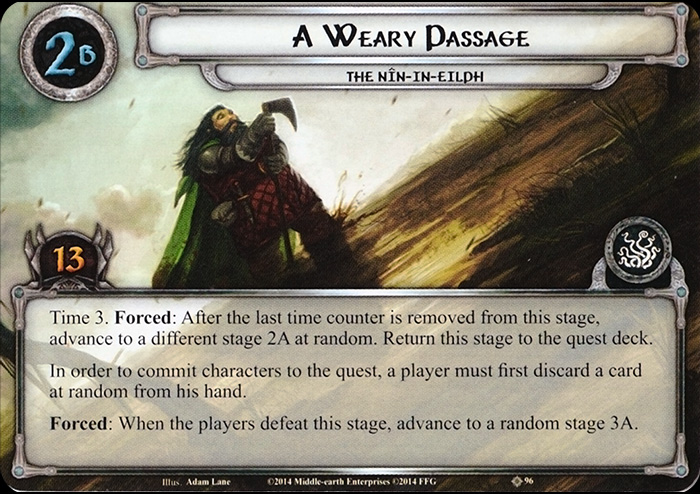 2B
A Weary Passage
The Nîn-in-Eilph
13
Time 3. Forced: After the last time counter is removed from this stage,
advance to a different stage 2A at random. Return this stage to the quest deck.
In order to commit characters to the quest, a player must first discard a card
at random from his hand.
Forced: When the players defeat this stage, advance to a random stage 3A.
Illus. Adam Lane ©2014 Middle-earth Enterprises ©2014 FFG 96